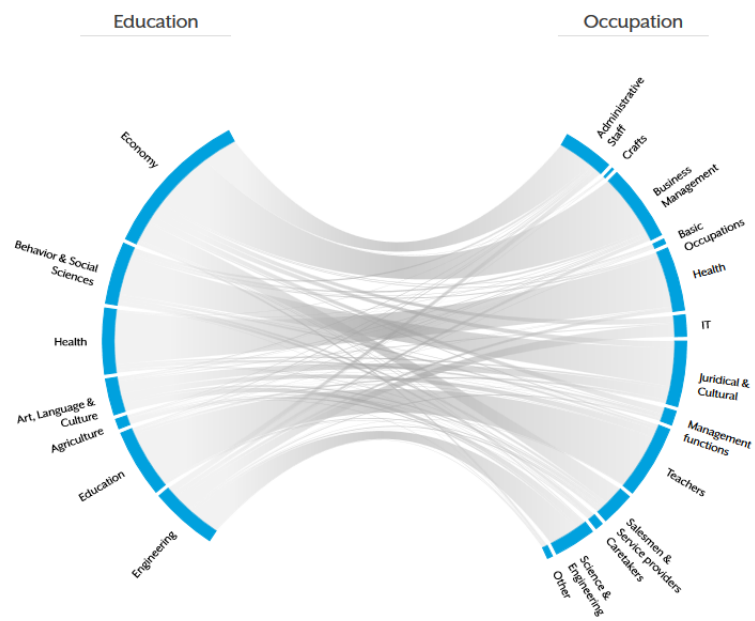 Education
Occupation
Economy
Behavior & Social
Sciences
Health
Art, Language &
Culture
Agriculture
Education
Engineering
Administrative
Staff
Crafts
Business
Management
Basic
Occupations
Health
IT
Juridical &
Cultural
Management
functions
Teachers
Salesmen &
Service providers
Caretakers
Science &
Engineering
Other